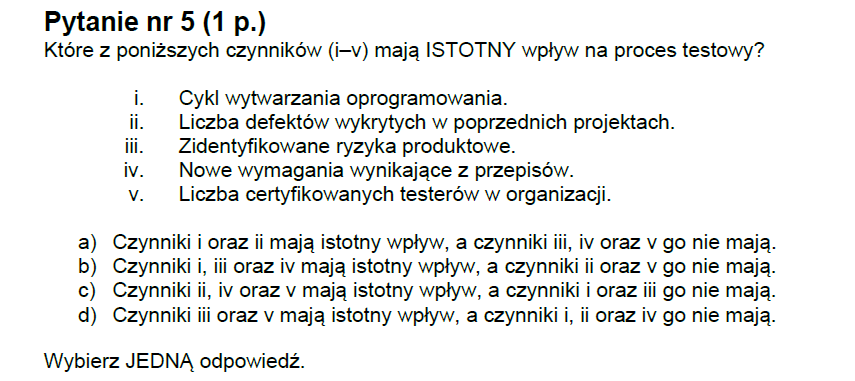 Pytanie nr 5 (1 p.)
Które z poniższych czynników (i–v) mają ISTOTNY wpływ na proces testowy?
i. Cykl wytwarzania oprogramowania.
ii. Liczba defektów wykrytych w poprzednich projektach.
iii. Zidentyfikowane ryzyka produktowe.
iv. Nowe wymagania wynikające z przepisów.
v. Liczba certyfikowanych testerów w organizacji.
a) Czynniki i oraz ii mają istotny wpływ, a czynniki iii, iv oraz v go nie mają.
b) Czynniki i, iii oraz iv mają istotny wpływ, a czynniki ii oraz v go nie mają.
c) Czynniki ii, iv oraz v mają istotny wpływ, a czynniki i oraz iii go nie mają.
d) Czynniki iii oraz v mają istotny wpływ, a czynniki i, ii oraz iv go nie mają.
Wybierz JEDNĄ odpowiedź.